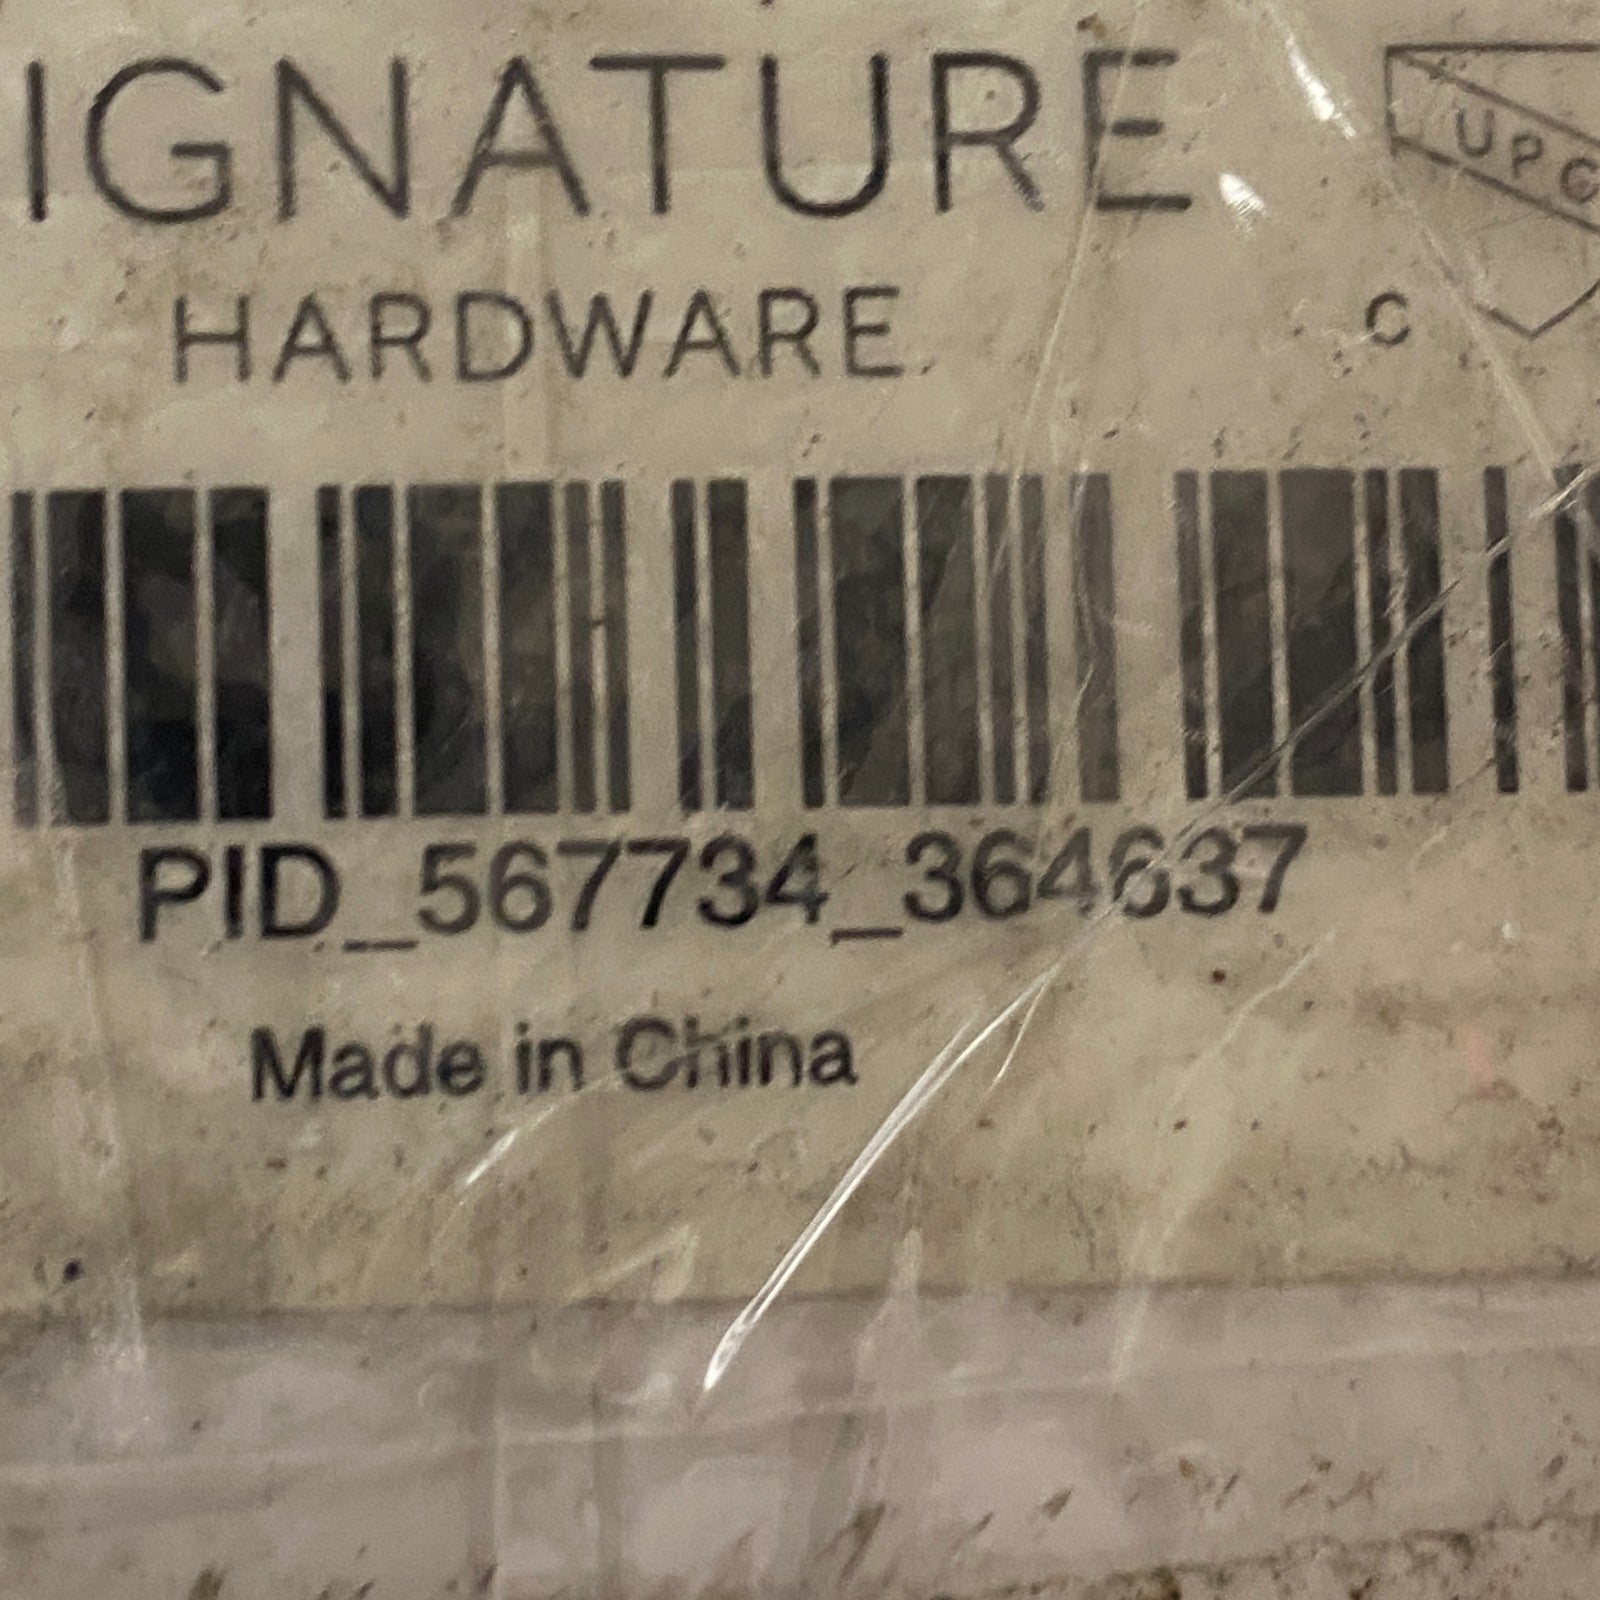 IGNATURE
HARDWARE
UPC
C
PID_567734_364637
Made in China